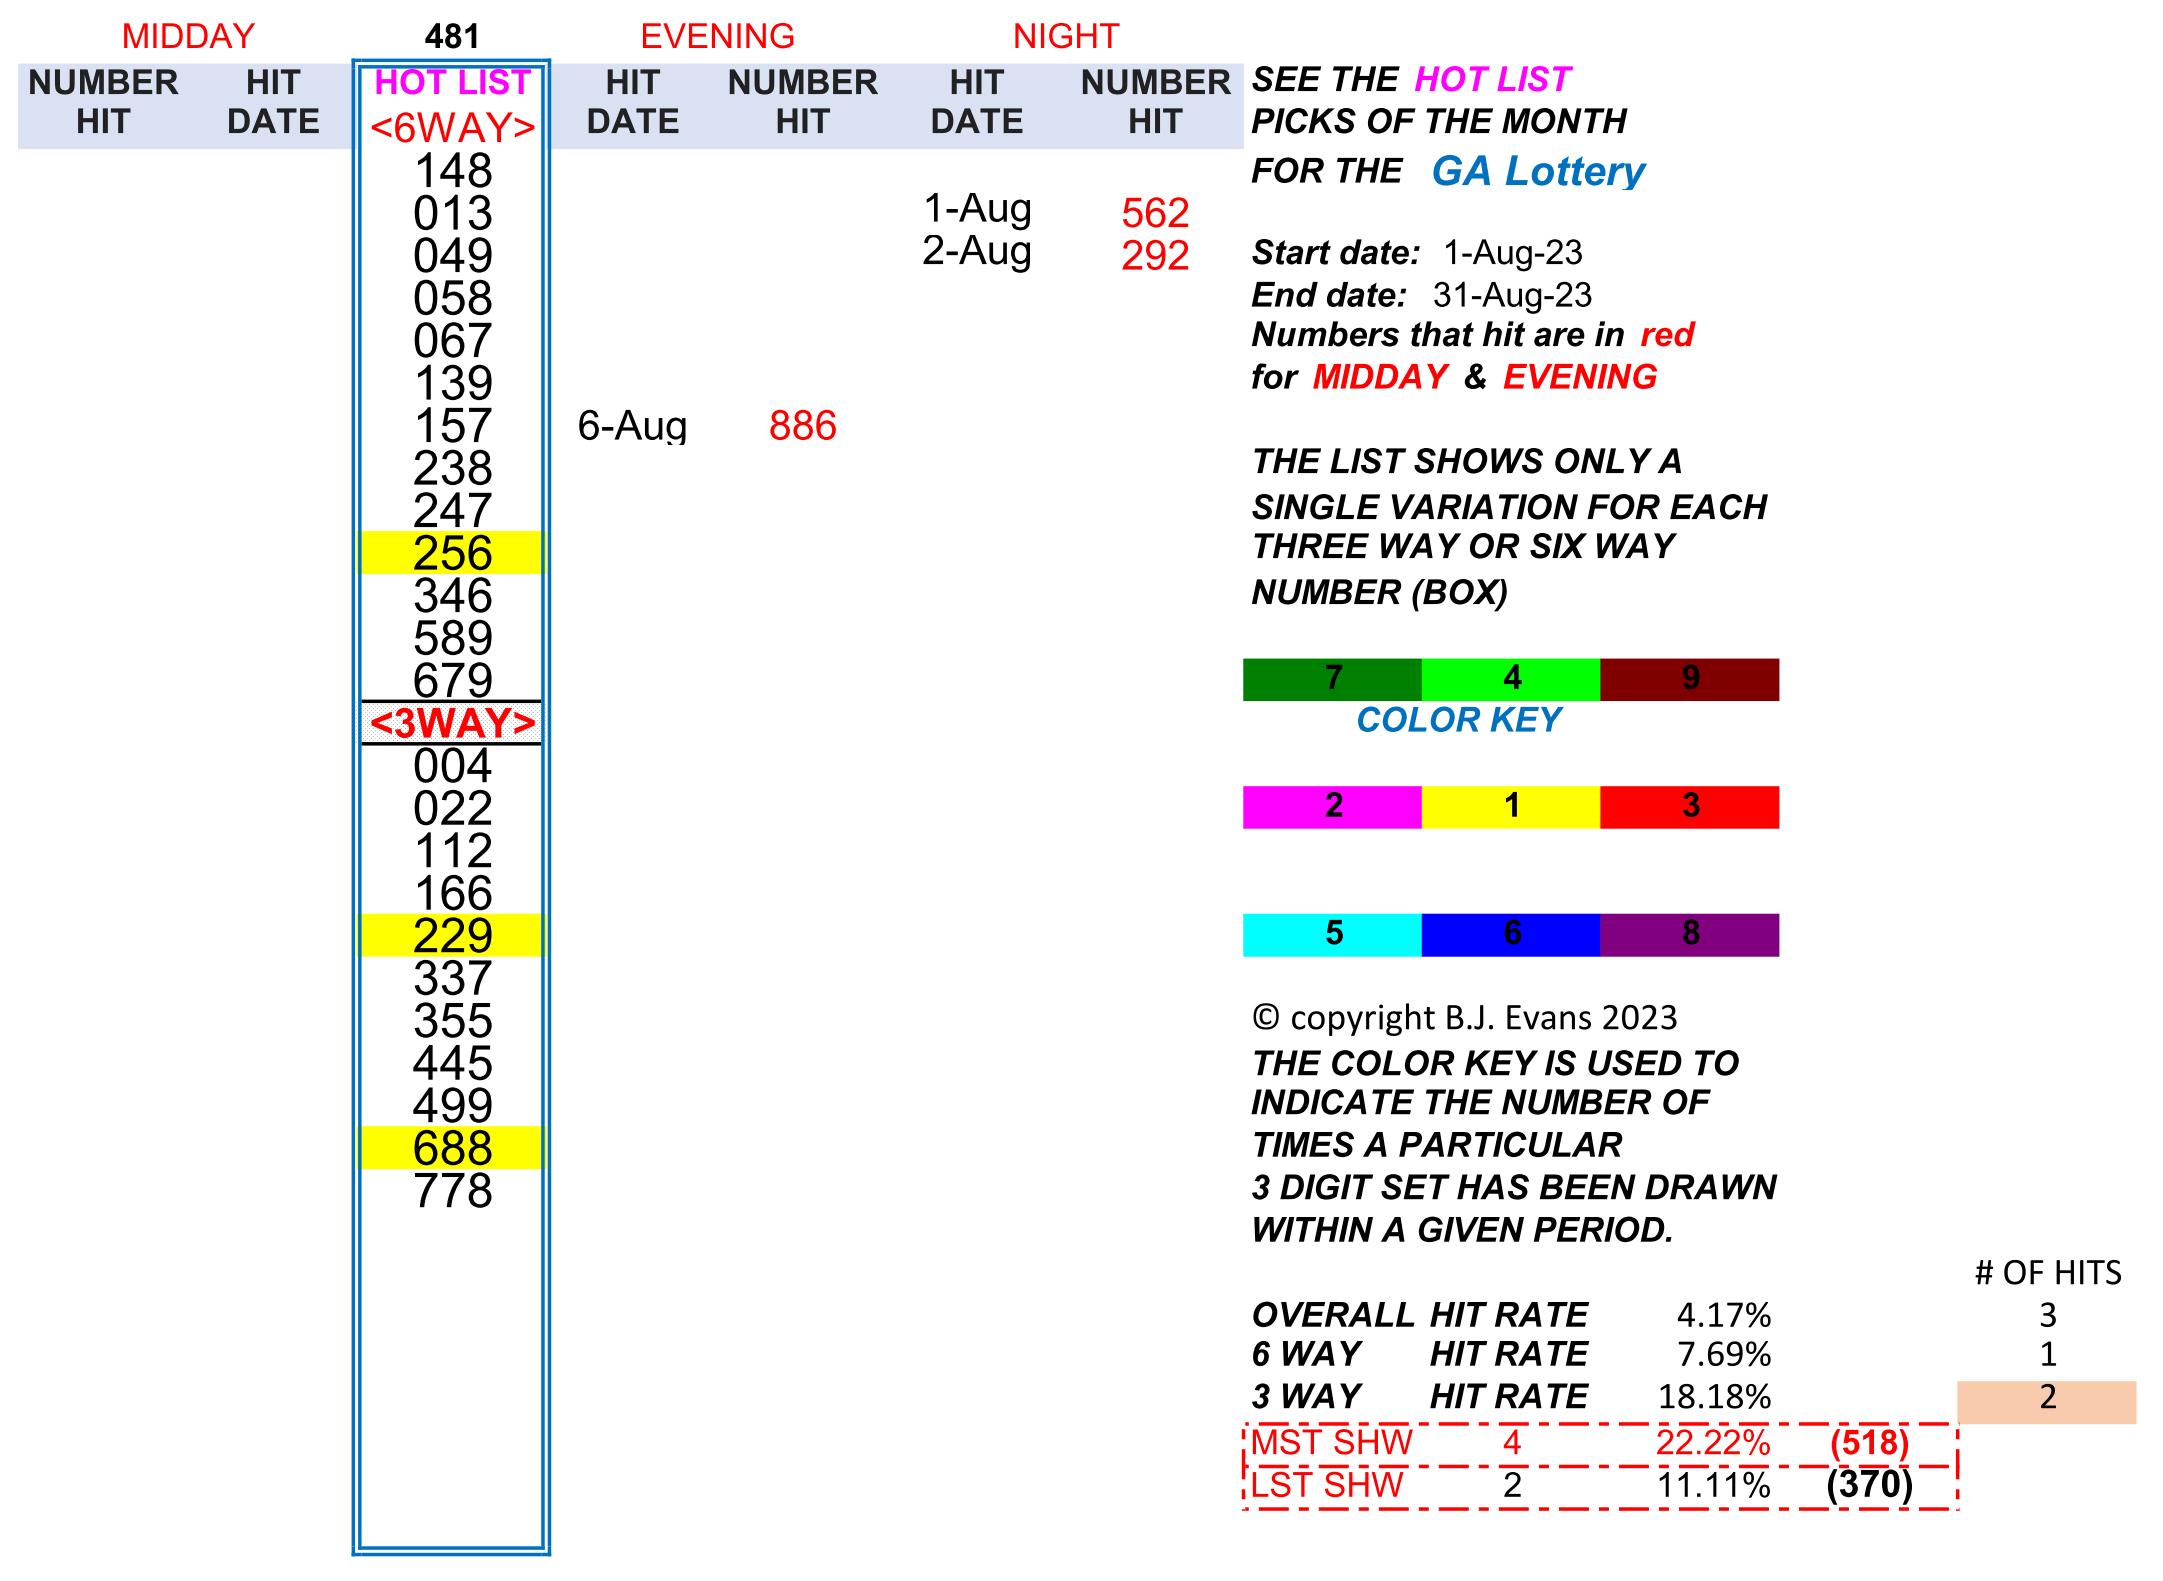 MIDDAY 481 EVENING NIGHT
NUMBER HIT HOT LIST HIT NUMBER HIT NUMBER
HIT DATE <6WAY> DATE HIT DATE HIT
148
013 1-Aug 562
049 2-Aug 292
058
067
139
157 6-Aug 886
238
247
256
346
589
679
<3WAY>
004
022
112
166
229
337
355
445
499
688
778
SEE THE HOT LIST
PICKS OF THE MONTH
FOR THE GA Lottery
Start date: 1-Aug-23
End date: 31-Aug-23
Numbers that hit are in red
for MIDDAY & EVENING
THE LIST SHOWS ONLY A
SINGLE VARIATION FOR EACH
THREE WAY OR SIX WAY
NUMBER (BOX)
7 4 9
COLOR KEY
2 1 3
5 6 8
© copyright B.J. Evans 2023
THE COLOR KEY IS USED TO
INDICATE THE NUMBER OF
TIMES A PARTICULAR
3 DIGIT SET HAS BEEN DRAWN
WITHIN A GIVEN PERIOD.
# OF HITS
OVERALL HIT RATE 4.17% 3
6 WAY HIT RATE 7.69% 1
3 WAY HIT RATE 18.18% 2
MST SHW 4 22.22% (518)
LST SHW 2 11.11% (370)